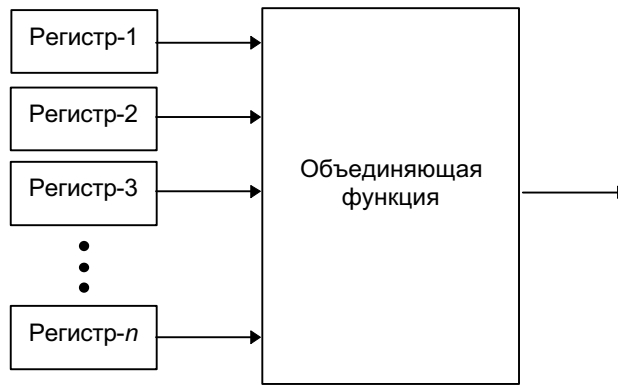 Регистр-1
Регистр-2
Регистр-3
Регистр-n
Объединяющая
функция